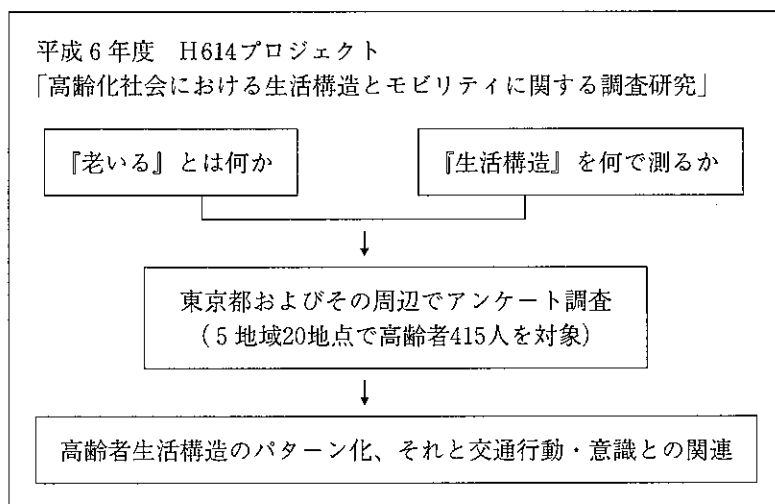 平成6年度　H614プロジェクト
「高齢化社会における生活構造とモビリティに関する調査研究」
『老いる』とは何か
『生活構造』を何で測るか
東京都およびその周辺でアンケート調査
(5地域20地点で高齢者415人を対象)
高齢者生活構造のパターン化、それと交通行動・意識との関連